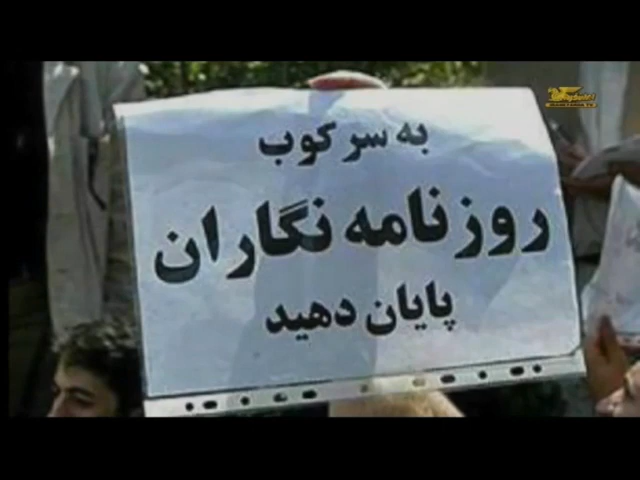 به سرکوب
روزنامه نگاران
پایان دهید